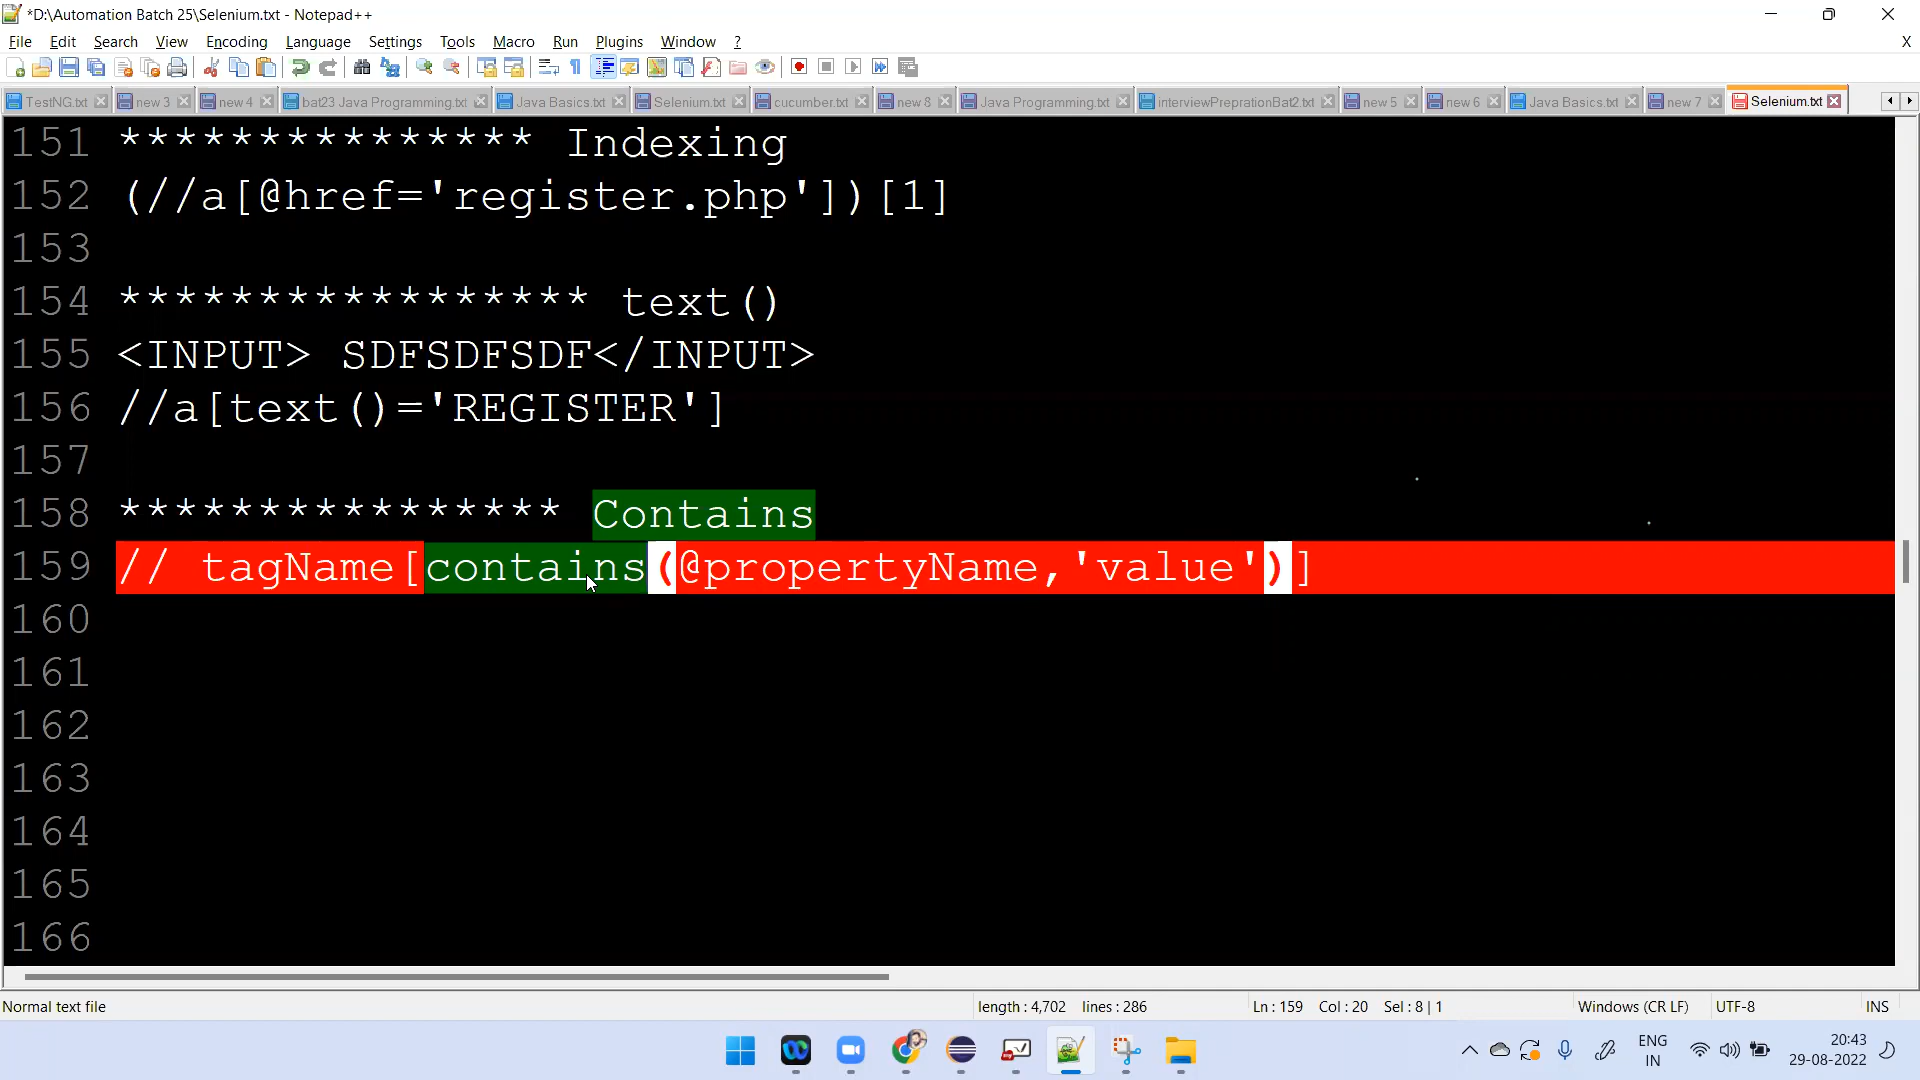 *D:\Automation Batch 25\Selenium.txt - Notepad++
File Edit Search View Encoding Language Settings Tools Macro Run Plugins Window ? X
TestNG.txt new 3 new 4 bat23 Java Programming.txt Java Basics.txt Selenium.txt cucumber.txt new 8 Java Programming.txt interviewPreprationBat2.txt new 5 new 6 Java Basics.txt new 7 Selenium.txt
151 *************** Indexing
152 (//a[@href='register.php'])[1]
153
154 ***************** text()
155 <INPUT> SDFSDFSDF</INPUT>
156 //a[text()='REGISTER']
157
158 **************** Contains
159 // tagName[contains(@propertyName,'value')]
160
161
162
163
164
165
166
Normal text file length : 4,702 lines : 286 Ln : 159 Col : 20 Sel : 8 | 1 Windows (CR LF) UTF-8 INS
ENG 20:43
IN 29-08-2022